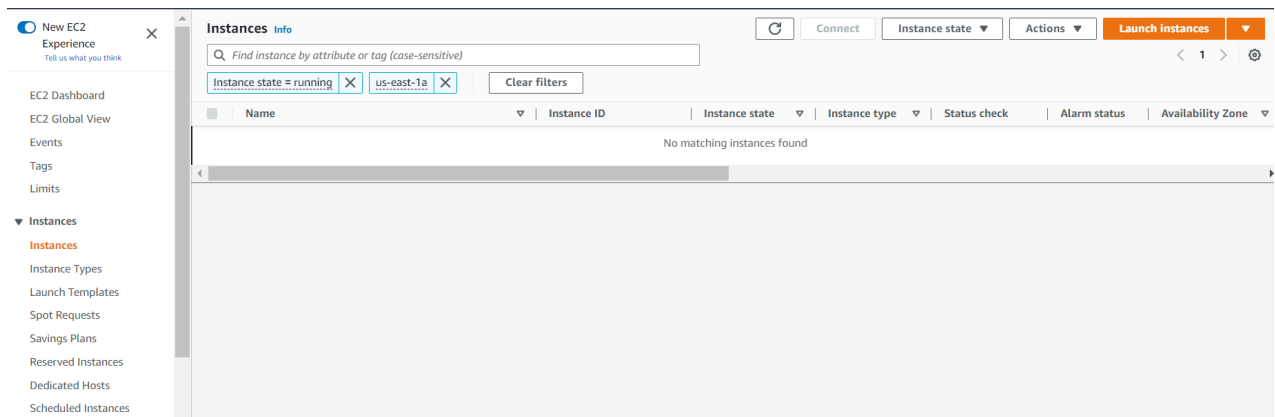 New EC2
Experience
Tell us what you think
EC2 Dashboard
EC2 Global View
Events
Tags
Limits
Instances
Instances
Instance Types
Launch Templates
Spot Requests
Savings Plans
Reserved Instances
Dedicated Hosts
Scheduled Instances
Instances Info
Connect Instance state Actions Launch instances
Find instance by attribute or tag (case-sensitive)
1
Instance state = running us-east-1a Clear filters
Name Instance ID Instance state Instance type Status check Alarm status Availability Zone
No matching instances found